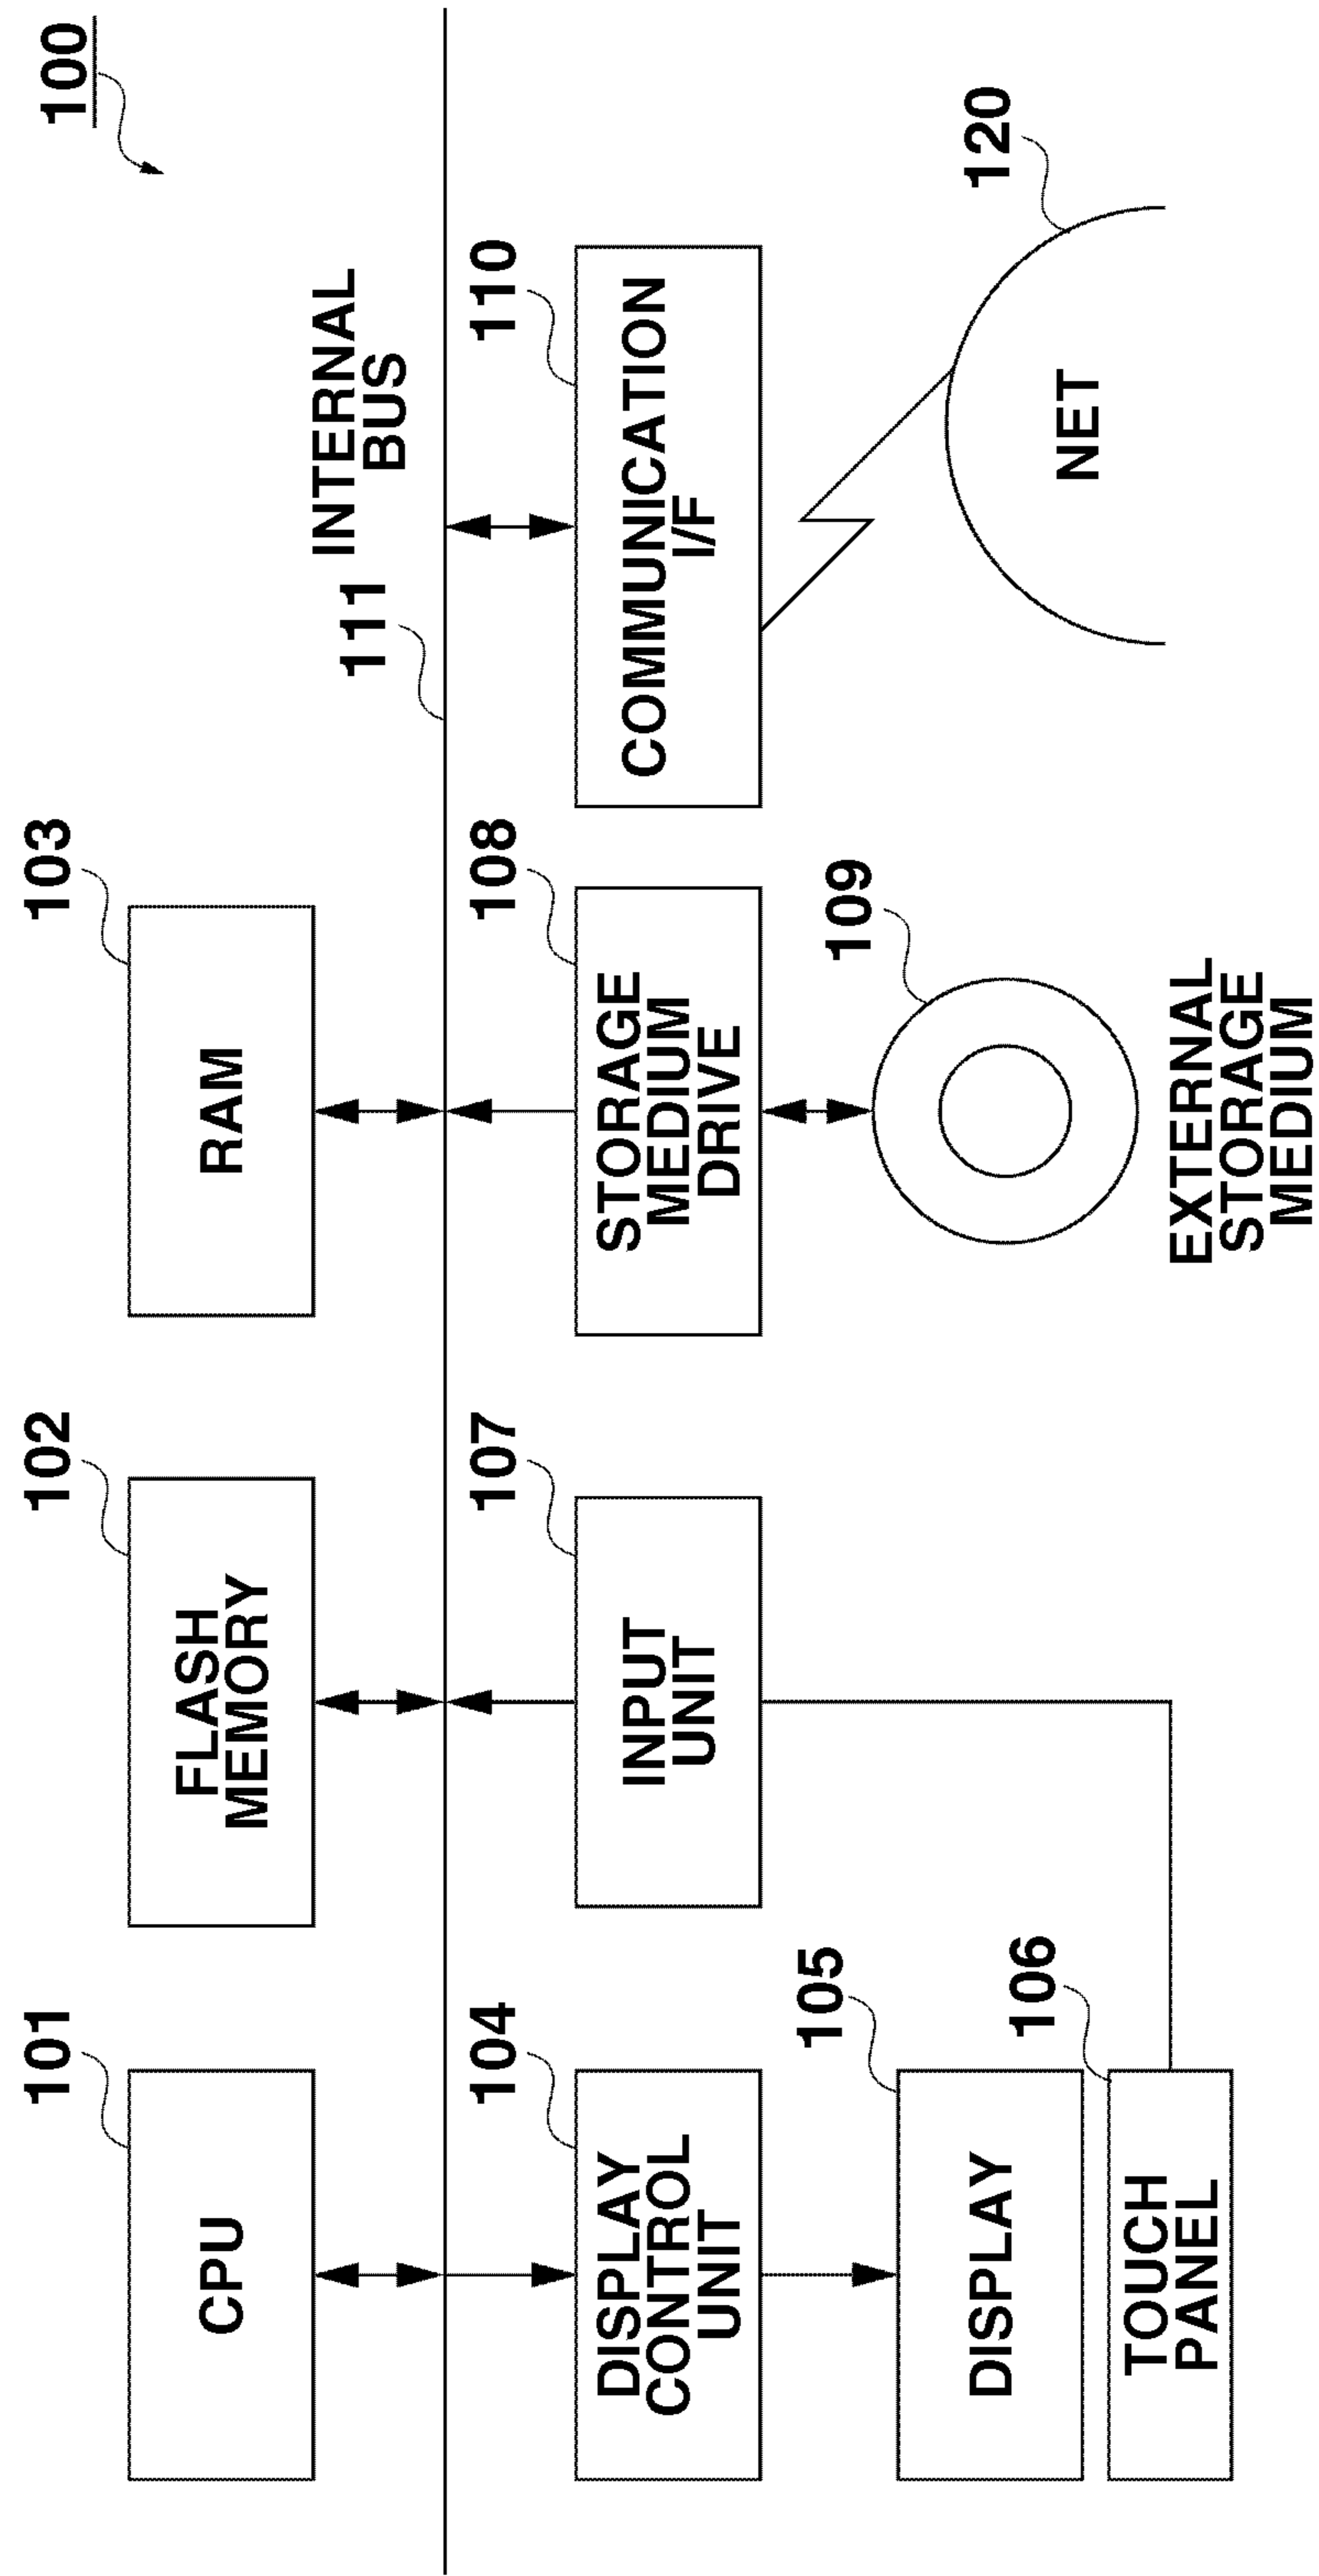 100
101
CPU
102
FLASH
MEMORY
103
RAM
111
INTERNAL
BUS
104
DISPLAY
CONTROL
UNIT
107
INPUT
UNIT
108
STORAGE
MEDIUM
DRIVE
110
COMMUNICATION
I/F
105
DISPLAY
106
TOUCH
PANEL
109
EXTERNAL
STORAGE
MEDIUM
120
NET